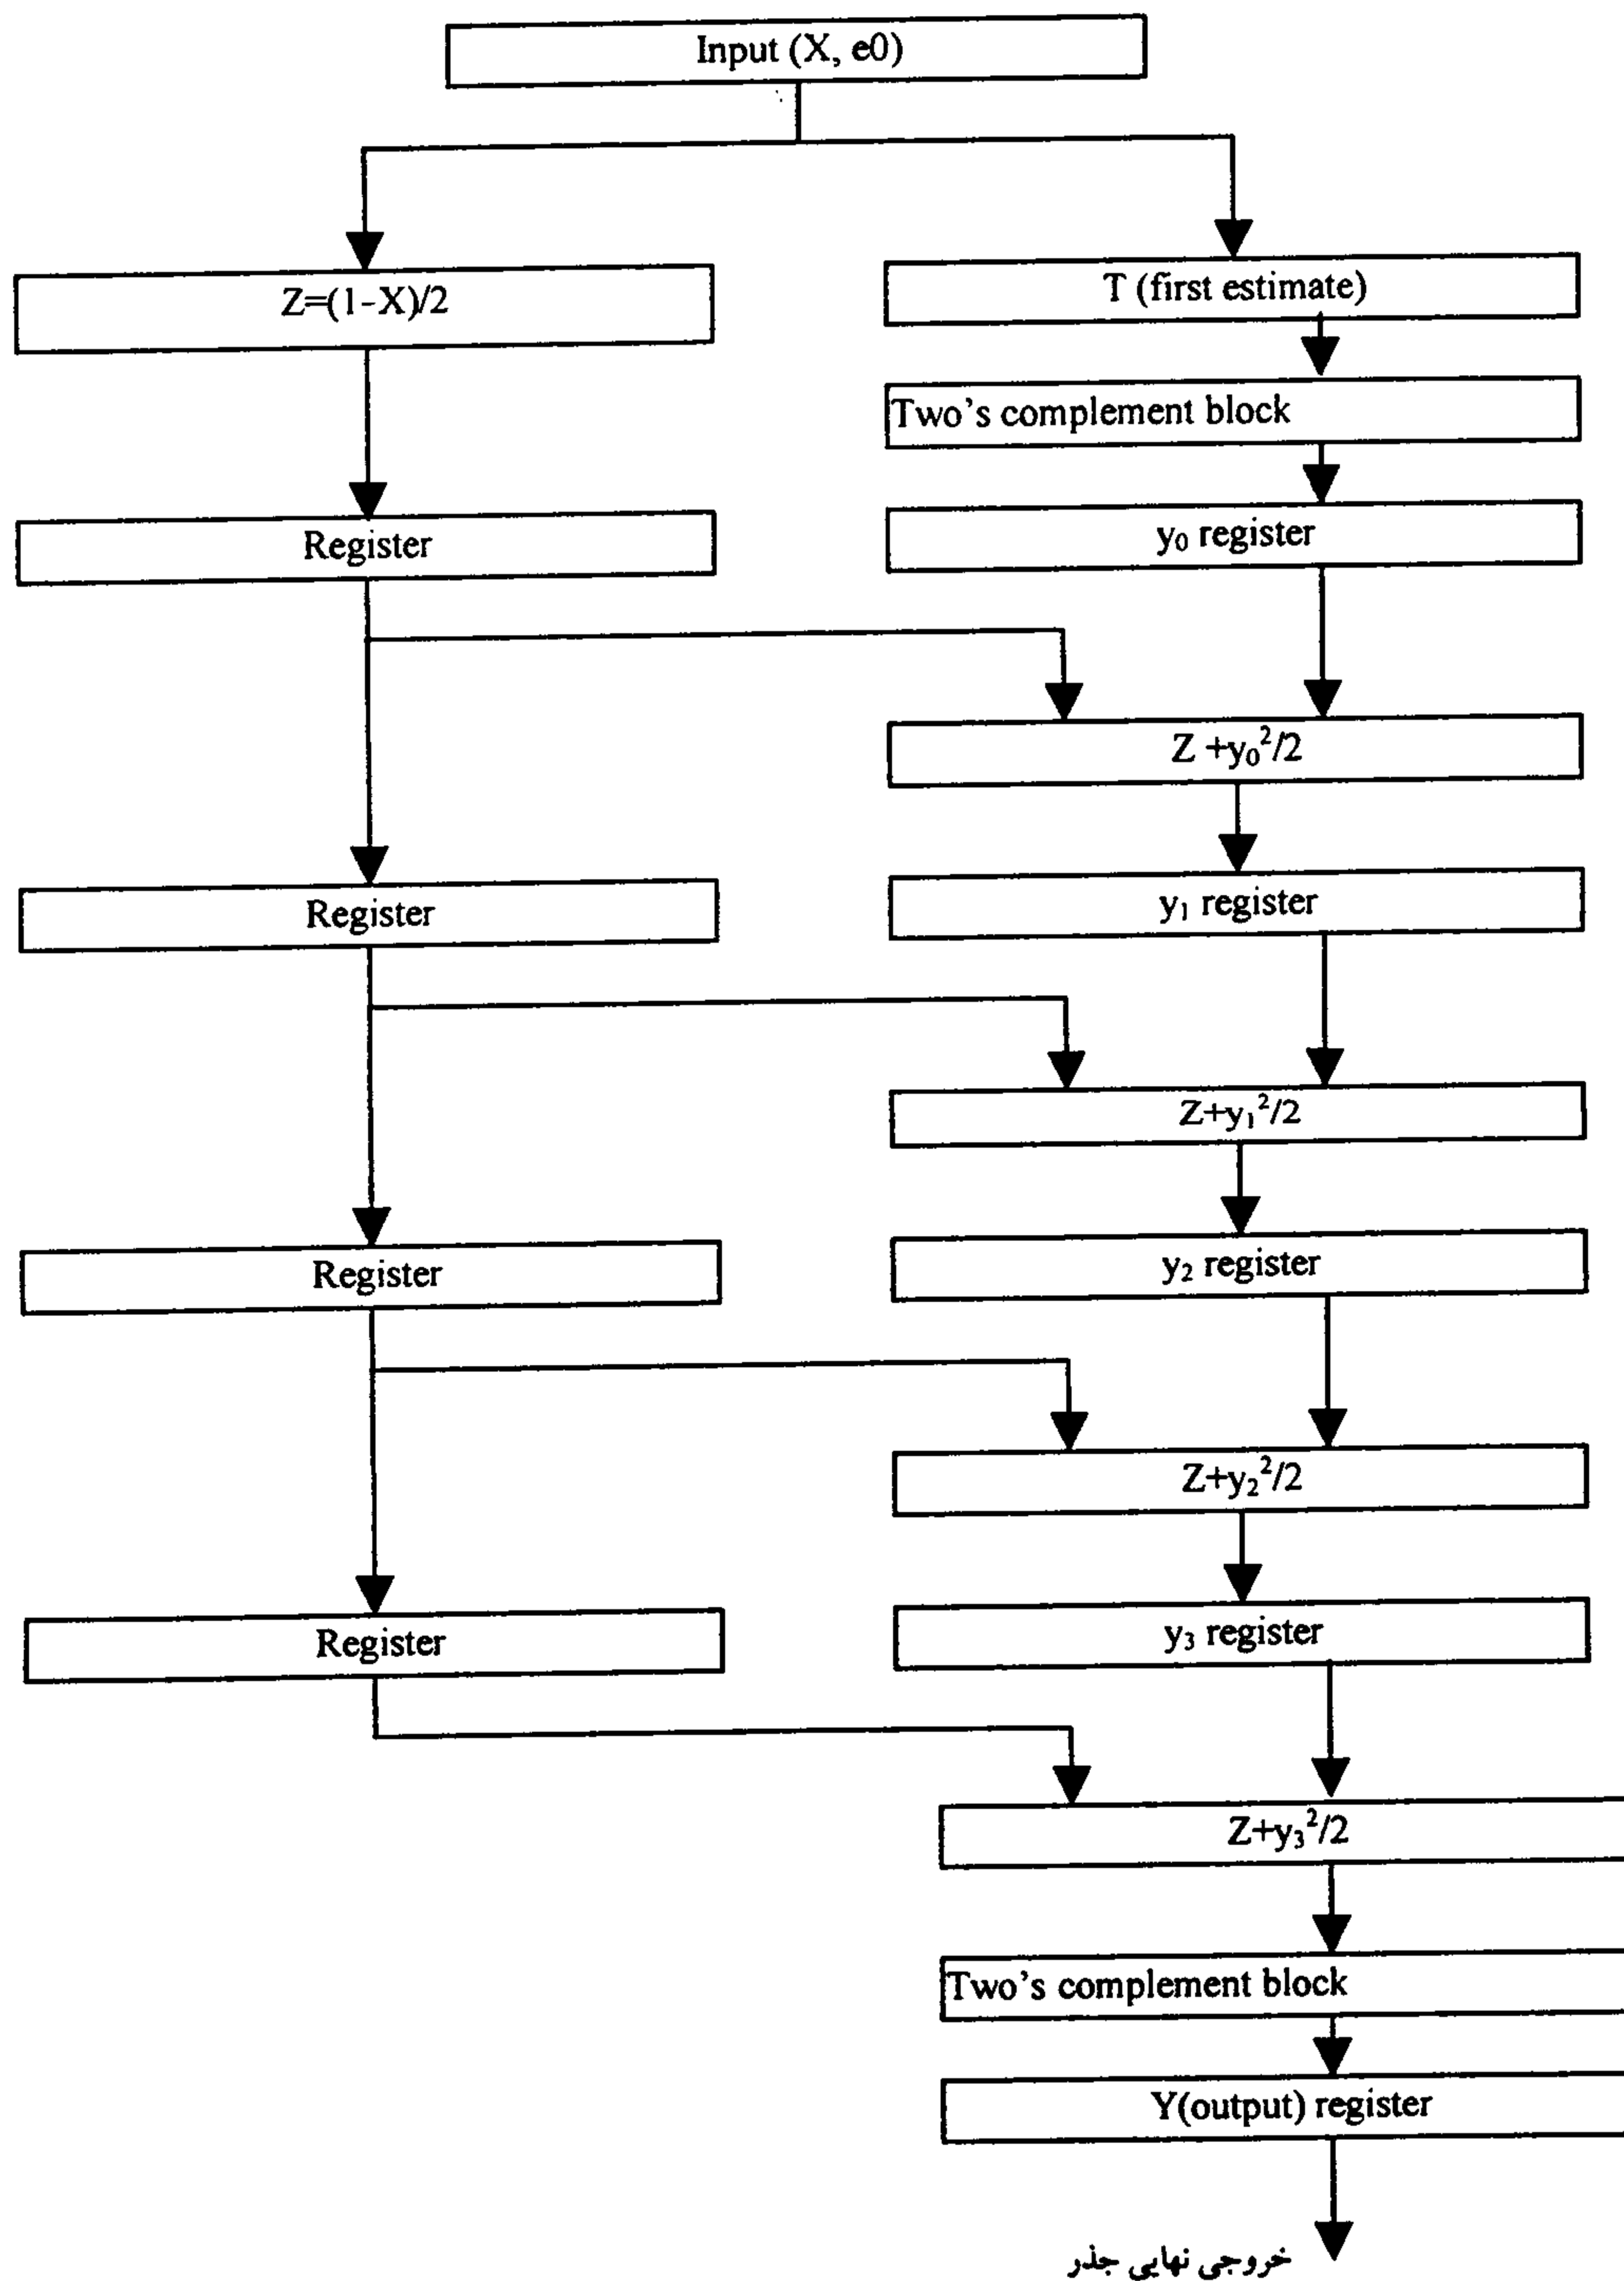 Input (X, e0)
Z=(1-X)/2
T (first estimate)
Two's complement block
Register
y₀ register
Z +y₀²/2
Register
y₁ register
Z+y₁²/2
Register
y₂ register
Z+y₂²/2
Register
y₃ register
Z+y₃²/2
Two's complement block
Y(output) register
خروجی نهایی جذر